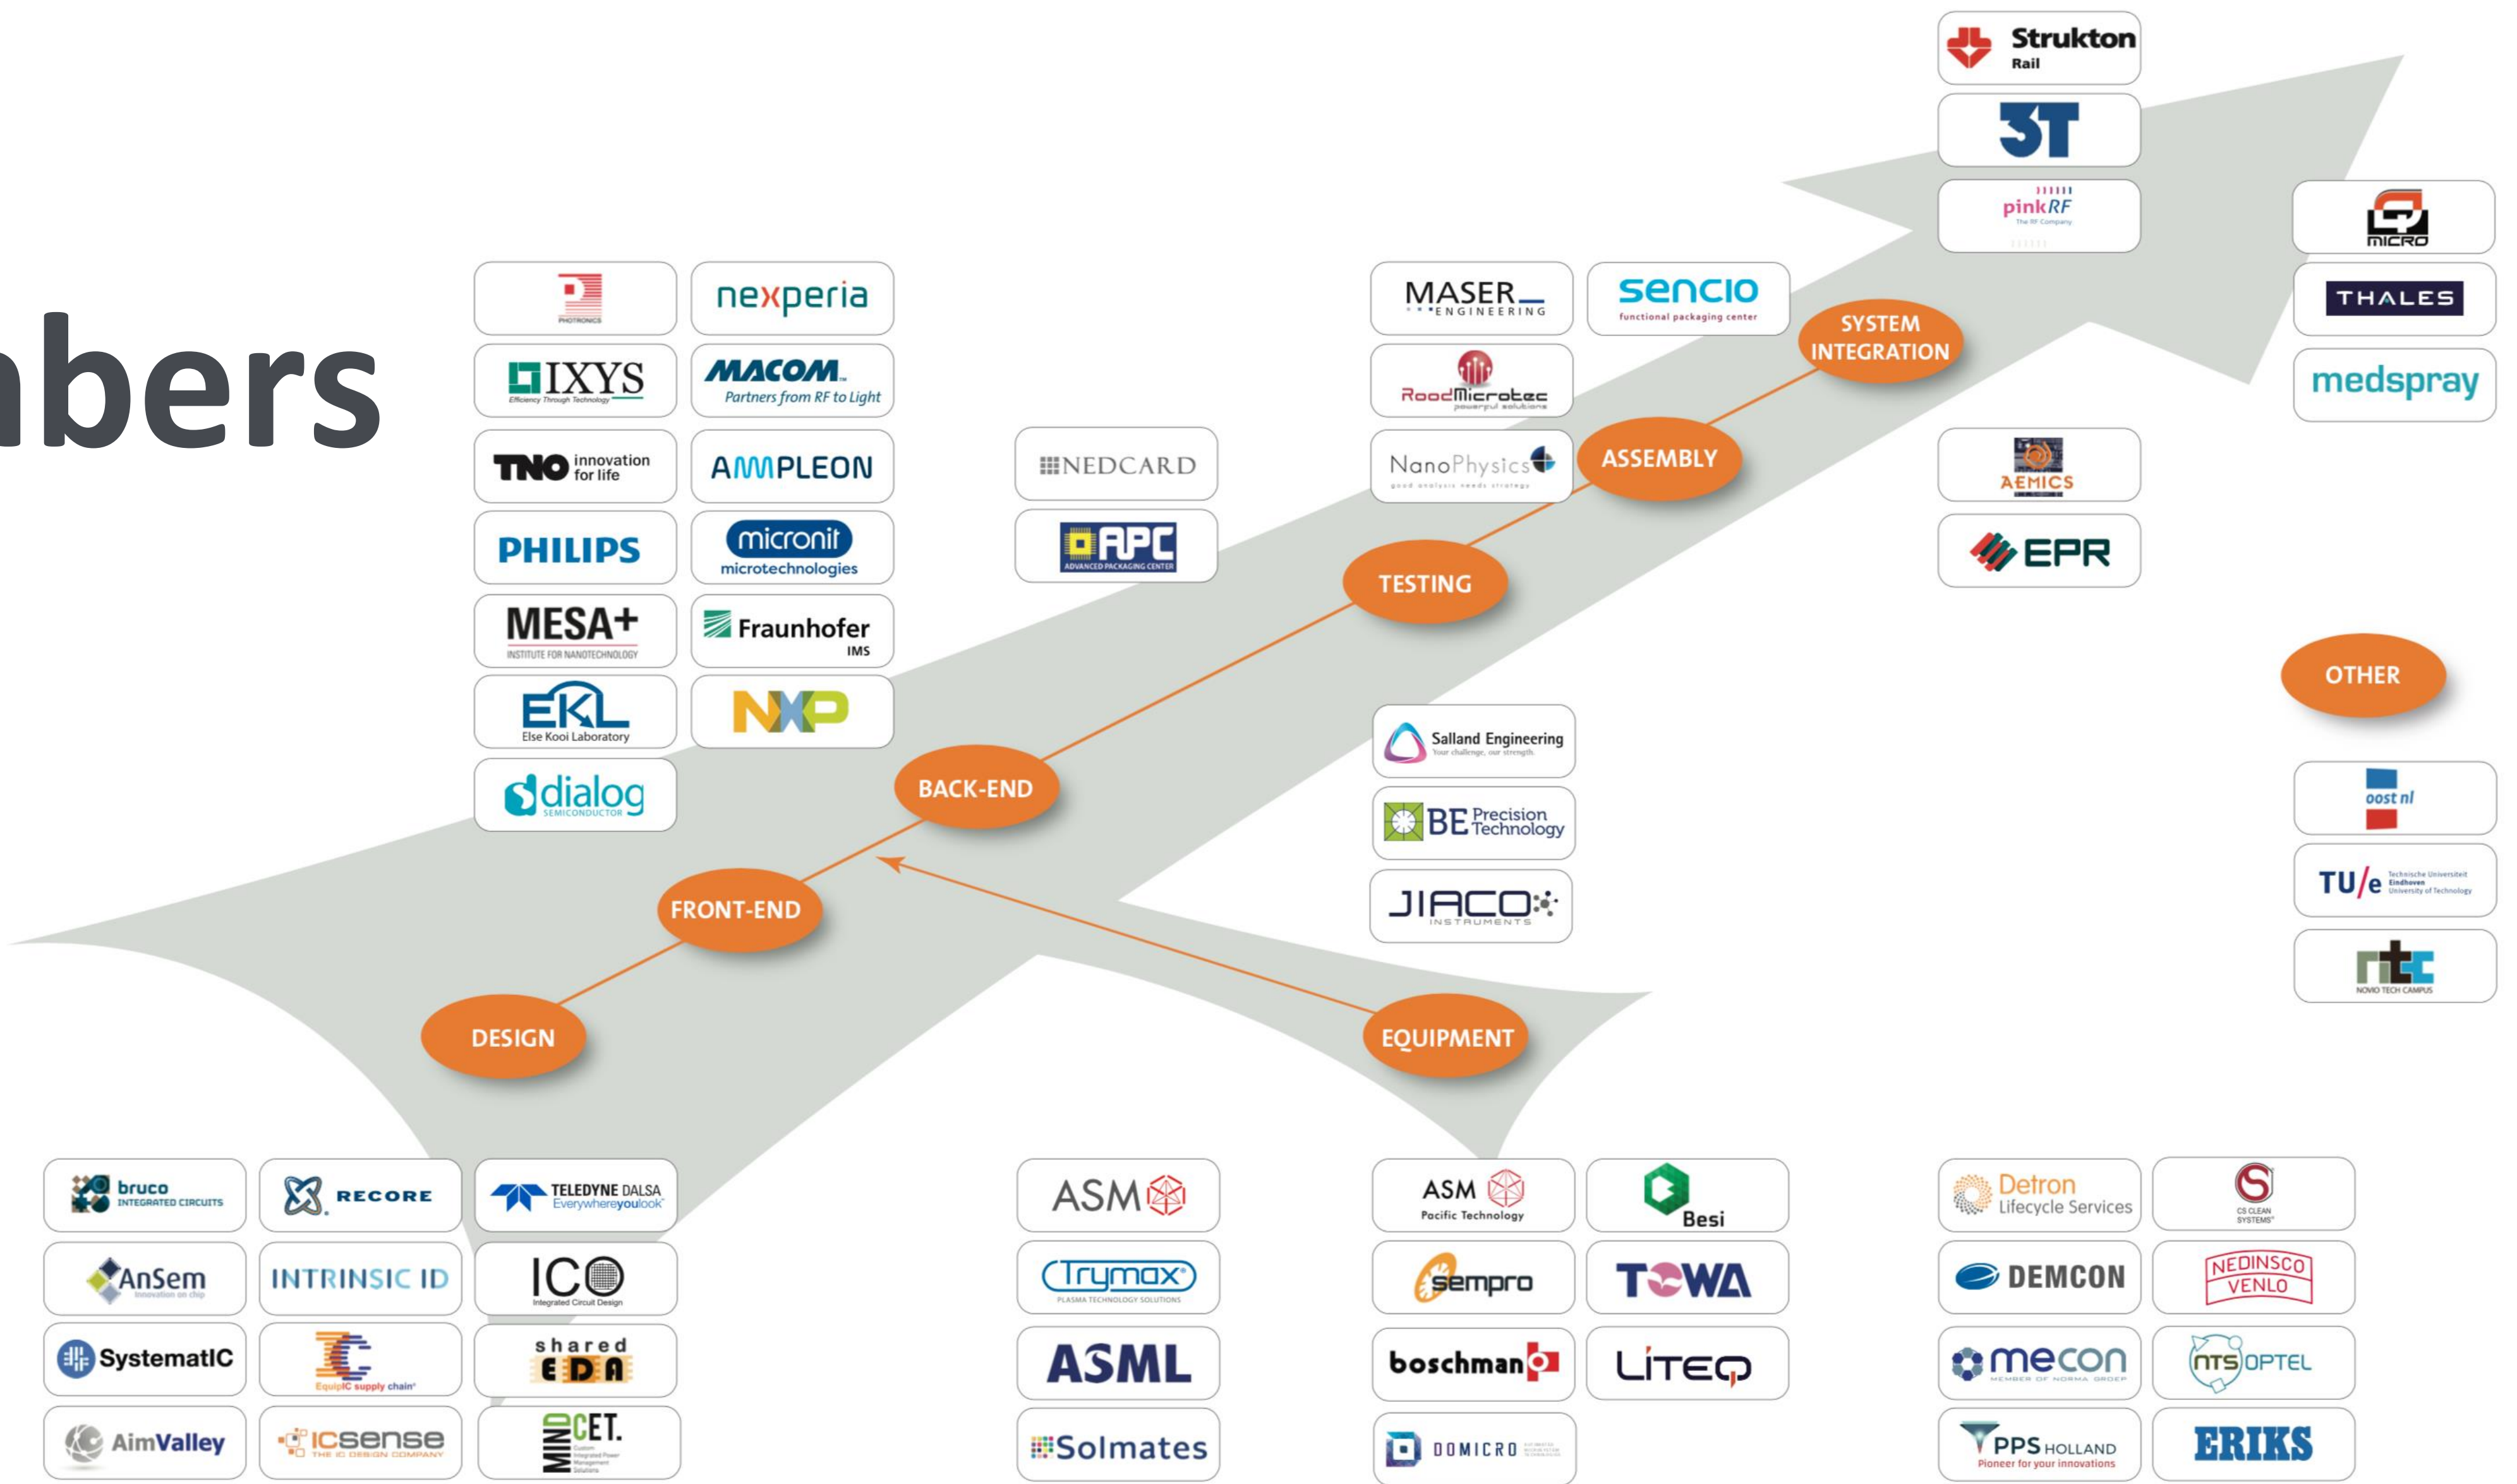 mbers
Strukton
Rail
3T
pinkRF
The RF Company
MICRO
THALES
medspray
PHOTRONICS
nexperia
IXYS
Efficiency Through Technology
MACOM
Partners from RF to Light
TNO innovation
for life
AMPLEON
PHILIPS
micronit
microtechnologies
MESA+
INSTITUTE FOR NANOTECHNOLOGY
Fraunhofer
IMS
EKL
Else Kooi Laboratory
NXP
dialog
SEMICONDUCTOR
NEDCARD
APC
ADVANCED PACKAGING CENTER
MASER
ENGINEERING
sencio
functional packaging center
RoodMicrotec
powerful solutions
NanoPhysics
good analysis needs strategy
SYSTEM
INTEGRATION
ASSEMBLY
TESTING
BACK-END
FRONT-END
DESIGN
EQUIPMENT
AEMICS
EPR
OTHER
Salland Engineering
Your challenge, our strength.
BE Precision
Technology
JIACO
INSTRUMENTS
oost nl
TU/e Technische Universiteit
Eindhoven
University of Technology
ntc
NOVIO TECH CAMPUS
bruco
INTEGRATED CIRCUITS
RECORE
TELEDYNE DALSA
Everywhereyoulook
AnSem
Innovation on chip
INTRINSIC ID
ICD
Integrated Circuit Design
SystematIC
EquipIC supply chain
shared
EDA
AimValley
ICsense
THE IC DESIGN COMPANY
MINDCET.
Custom
Integrated Power
Management
Solutions
ASM
Trymax
PLASMA TECHNOLOGY SOLUTIONS
ASML
Solmates
ASM
Pacific Technology
Besi
sempro
TOWA
boschman
LITEQ
DOMICRO
Detron
Lifecycle Services
CS CLEAN
SYSTEMS
DEMCON
NEDINSCO
VENLO
mecon
MEMBER OF NORMA GROEP
NTS OPTEL
PPS HOLLAND
Pioneer for your innovations
ERIKS